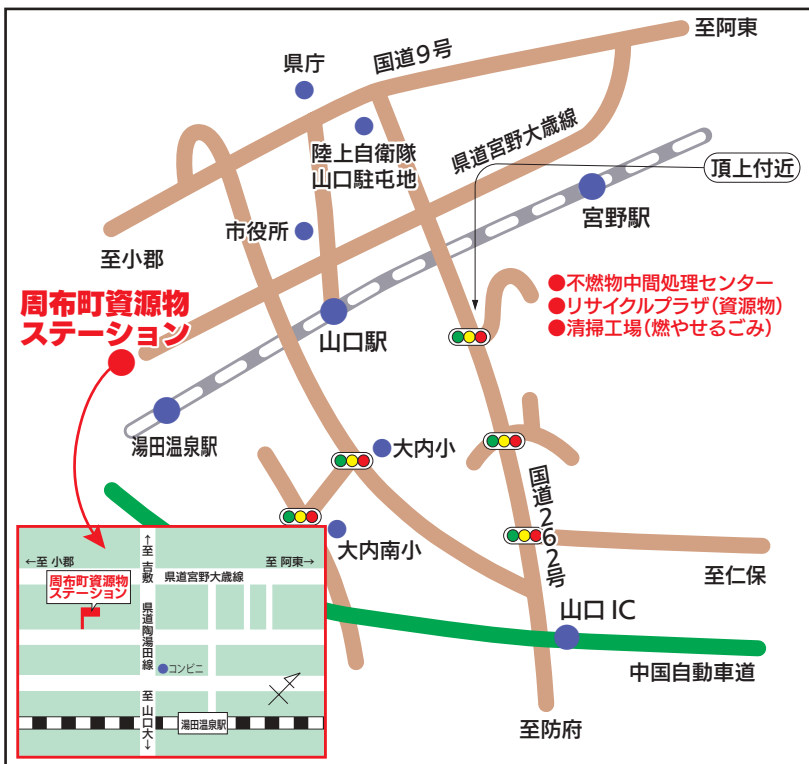 至阿東
国道9号
県庁
県道宮野大歳線
陸上自衛隊
山口駐屯地
頂上付近
宮野駅
市役所
至小郡
●不燃物中間処理センター
●リサイクルプラザ(資源物)
●清掃工場(燃やせるごみ)
周布町資源物
ステーション
山口駅
湯田温泉駅
大内小
国道262号
大内南小
至仁保
山口 IC
中国自動車道
至防府
←至 小郡
←至 吉敷
至 阿東→
県道宮野大歳線
周布町資源物
ステーション
県道陶湯田線
コンビニ
至 山口大→
湯田温泉駅